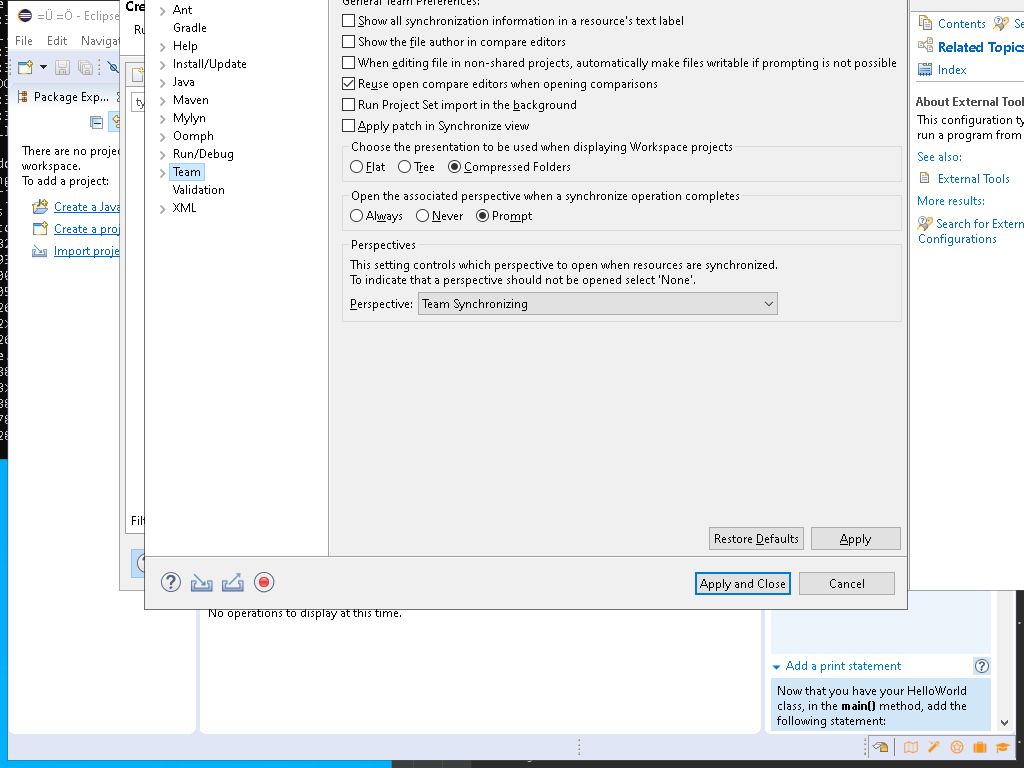 =Ü =Ö - Eclipse
File Edit Navigat
Package Exp...
There are no proje
workspace.
To add a project:
Create a Java
Create a proj
Import proje
Cre
Ru
ty
Filt
Ant
Gradle
Help
Install/Update
Java
Maven
Mylyn
Oomph
Run/Debug
Team
Validation
XML
General Team Preferences:
Show all synchronization information in a resource's text label
Show the file author in compare editors
When editing file in non-shared projects, automatically make files writable if prompting is not possible
Reuse open compare editors when opening comparisons
Run Project Set import in the background
Apply patch in Synchronize view
Choose the presentation to be used when displaying Workspace projects
Flat Tree Compressed Folders
Open the associated perspective when a synchronize operation completes
Always Never Prompt
Perspectives
This setting controls which perspective to open when resources are synchronized.
To indicate that a perspective should not be opened select 'None'.
Perspective: Team Synchronizing
Restore Defaults Apply
Apply and Close Cancel
Contents Se
Related Topics
Index
About External Tool
This configuration ty
run a program from
See also:
External Tools
More results:
Search for Extern
Configurations
No operations to display at this time.
Add a print statement
Now that you have your HelloWorld
class, in the main() method, add the
following statement: